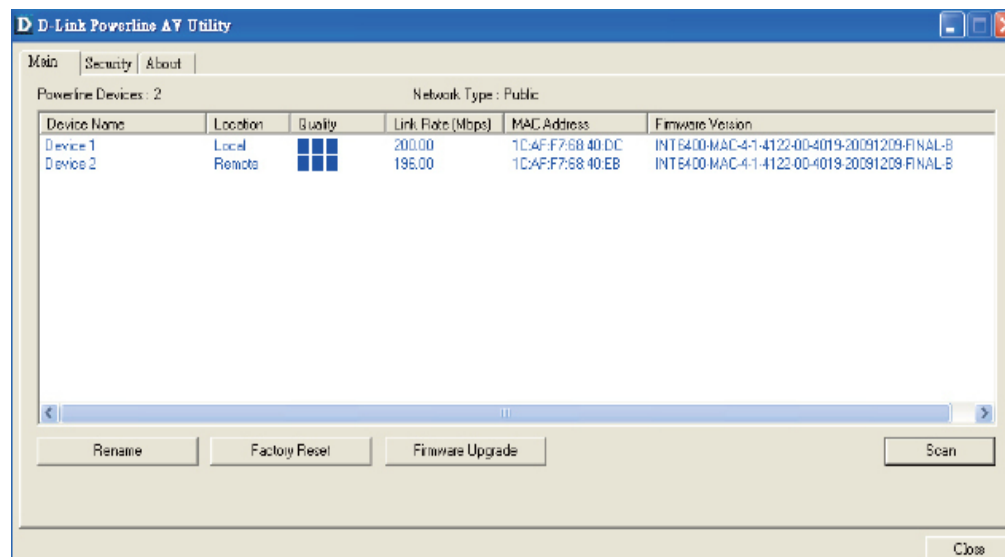 D D-Link Powerline AV Utility
Main Security About
Powerline Devices : 2 Network Type : Public
Device Name Location Quality Link Rate (Mbps) MAC Address Firmware Version
Device 1 Local 200.00 1C:AF:F7:68:40:DC INT6400-MAC-4-1-4122-00-4019-20091209-FINAL-B
Device 2 Remote 196.00 1C:AF:F7:68:40:EB INT6400-MAC-4-1-4122-00-4019-20091209-FINAL-B
Rename Factory Reset Firmware Upgrade Scan
Close